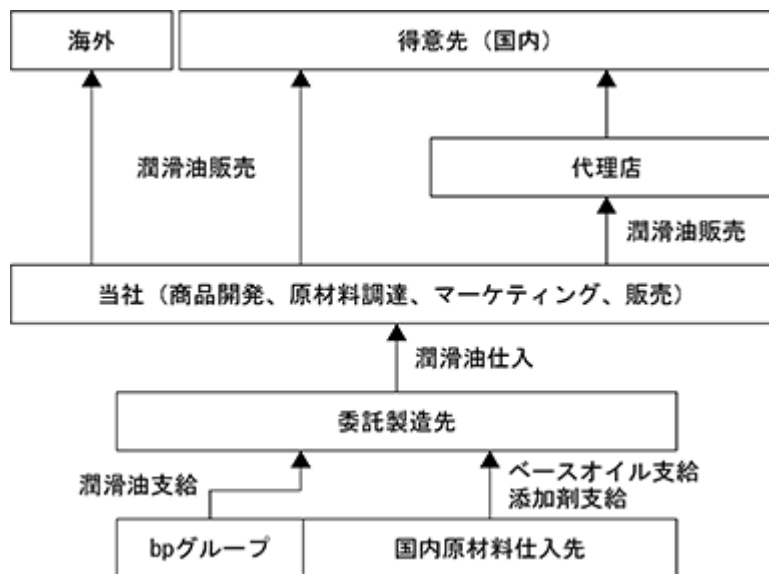 海外
得意先（国内）
潤滑油販売
代理店
潤滑油販売
当社（商品開発、原材料調達、マーケティング、販売）
潤滑油仕入
委託製造先
潤滑油支給
ベースオイル支給
添加剤支給
bpグループ
国内原材料仕入先